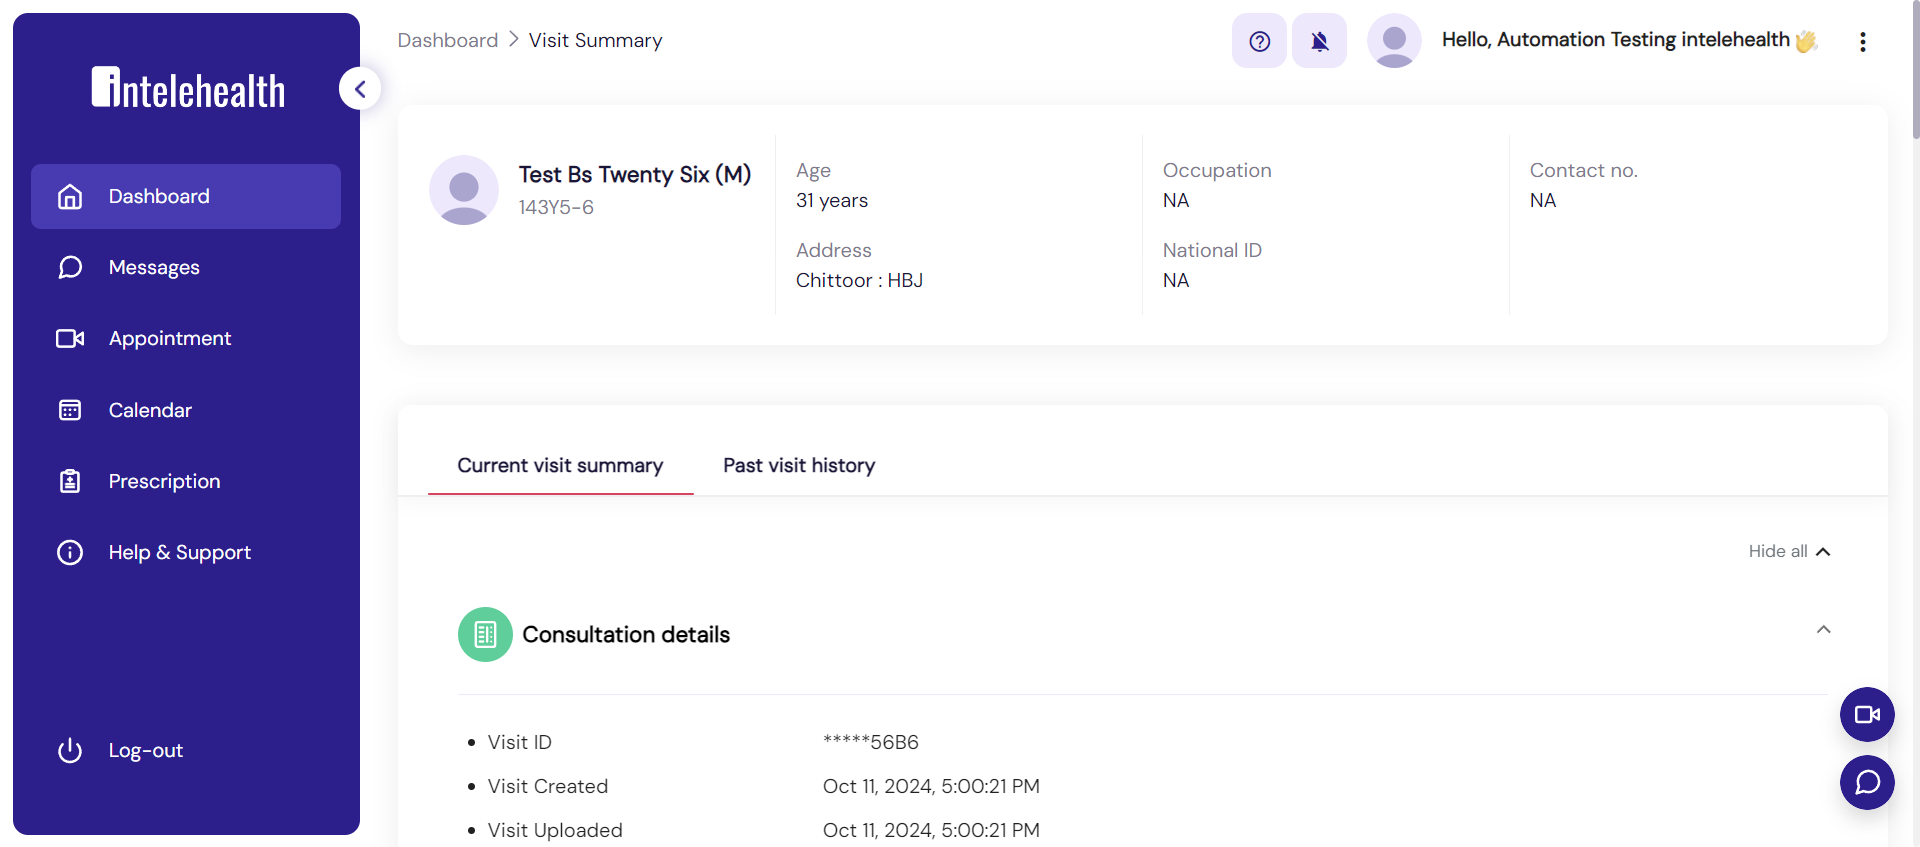 intelehealth
Dashboard
Messages
Appointment
Calendar
Prescription
Help & Support
Log-out
Dashboard > Visit Summary
Hello, Automation Testing intelehealth 👋
Test Bs Twenty Six (M)
143Y5-6
Age
31 years
Address
Chittoor : HBJ
Occupation
NA
National ID
NA
Contact no.
NA
Current visit summary
Past visit history
Hide all
Consultation details
Visit ID *****56B6
Visit Created Oct 11, 2024, 5:00:21 PM
Visit Uploaded Oct 11, 2024, 5:00:21 PM